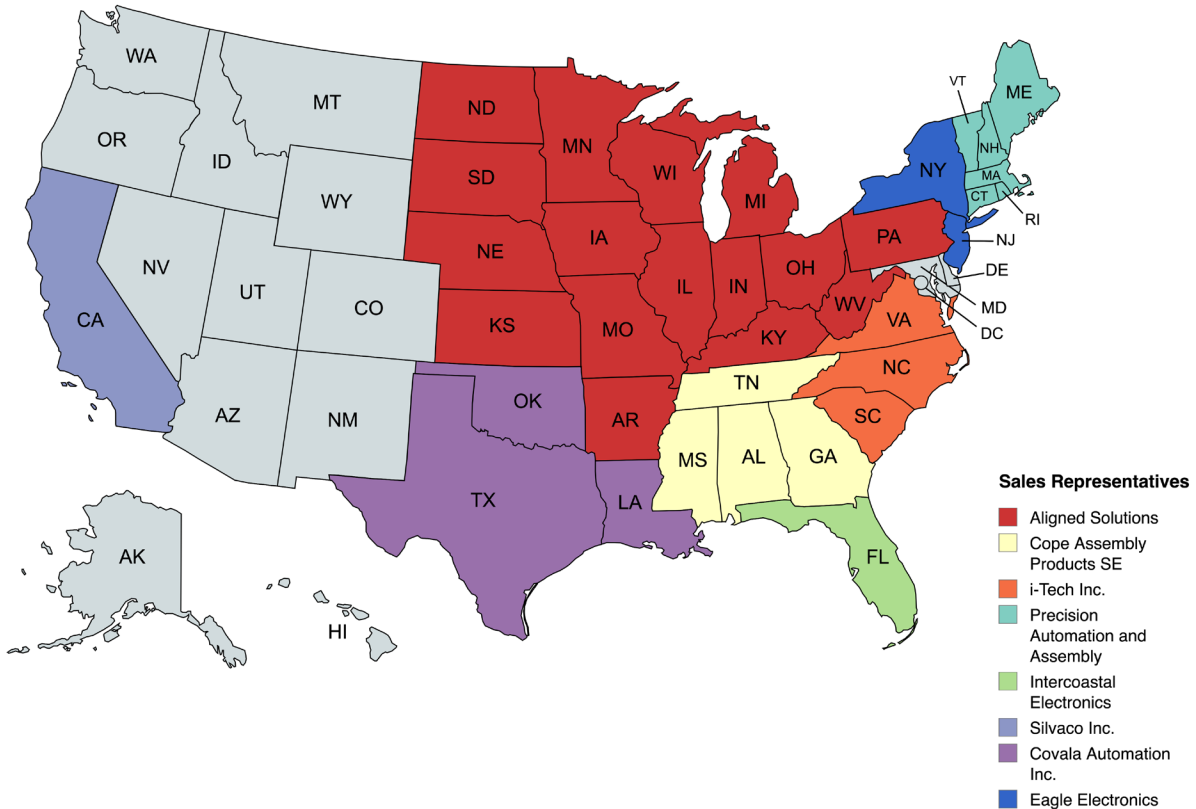 WA
MT
ND
MN
VT
ME
OR
ID
WY
SD
WI
MI
NY
NH
MA
CT
RI
NV
UT
CO
NE
IA
IL
IN
OH
PA
NJ
DE
MD
DC
CA
KS
MO
KY
WV
VA
AZ
NM
OK
AR
TN
NC
SC
TX
LA
MS
AL
GA
FL
AK
HI
Sales Representatives
Aligned Solutions
Cope Assembly
Products SE
i-Tech Inc.
Precision
Automation and
Assembly
Intercoastal
Electronics
Silvaco Inc.
Covala Automation
Inc.
Eagle Electronics